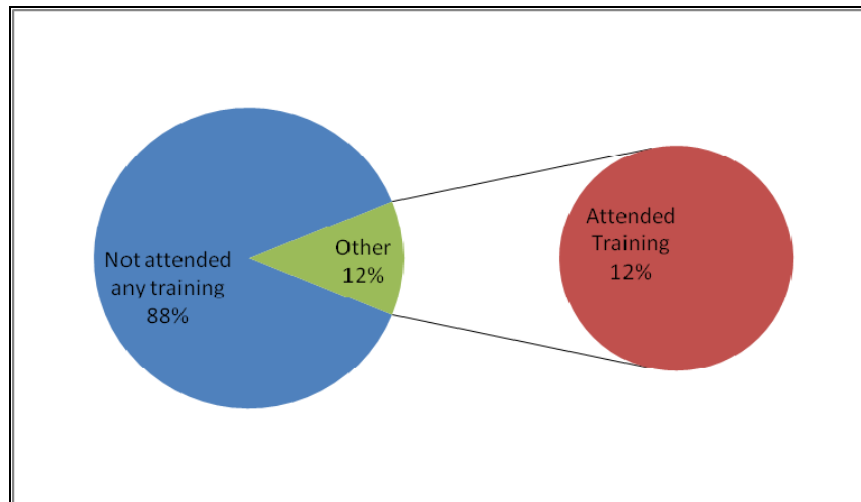 Not attended
any training
88%
Other
12%
Attended
Training
12%